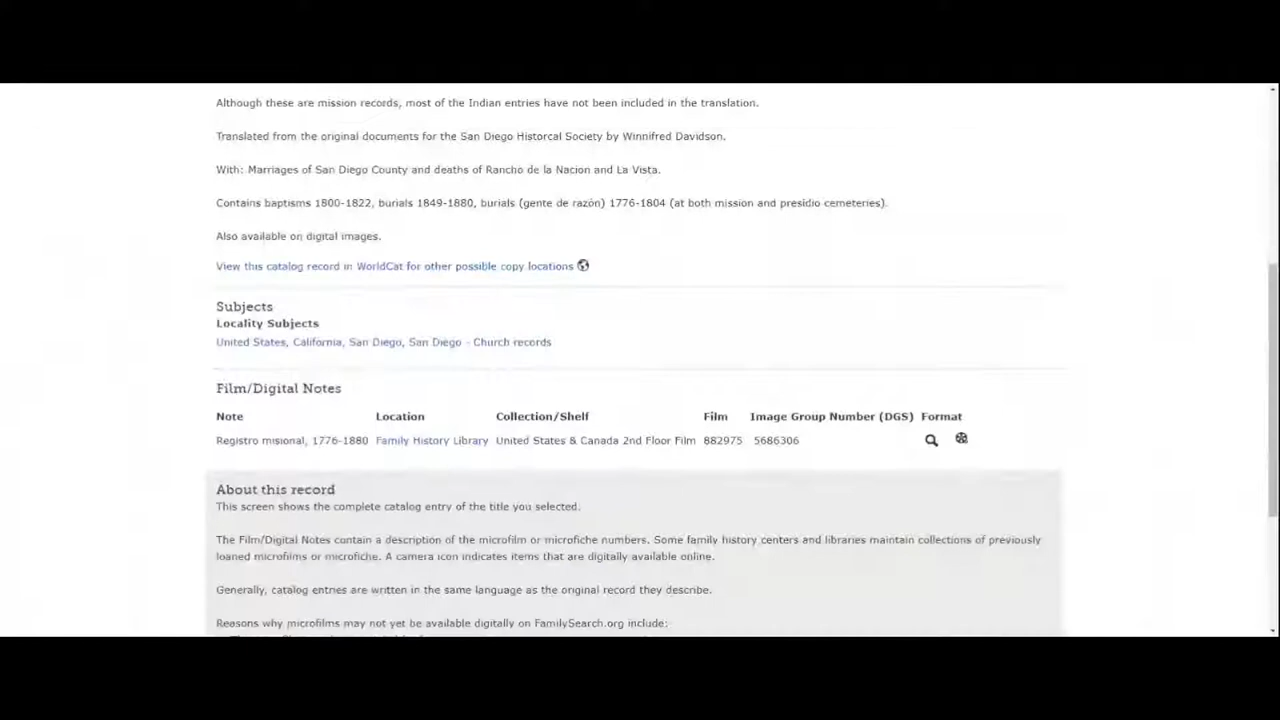 Although these are mission records, most of the Indian entries have not been included in the translation.
Translated from the original documents for the San Diego Historcal Society by Winnifred Davidson.
With: Marriages of San Diego County and deaths of Rancho de la Nacion and La Vista.
Contains baptisms 1800-1822, burials 1849-1880, burials (gente de razón) 1776-1804 (at both mission and presidio cemeteries).
Also available on digital images.
View this catalog record in WorldCat for other possible copy locations
Subjects
Locality Subjects
United States, California, San Diego, San Diego - Church records
Film/Digital Notes
Note Location Collection/Shelf Film Image Group Number (DGS) Format
Registro misional, 1776-1880 Family History Library United States & Canada 2nd Floor Film 882975 5686306
About this record
This screen shows the complete catalog entry of the title you selected.
The Film/Digital Notes contain a description of the microfilm or microfiche numbers. Some family history centers and libraries maintain collections of previously
loaned microfilms or microfiche. A camera icon indicates items that are digitally available online.
Generally, catalog entries are written in the same language as the original record they describe.
Reasons why microfilms may not yet be available digitally on FamilySearch.org include: